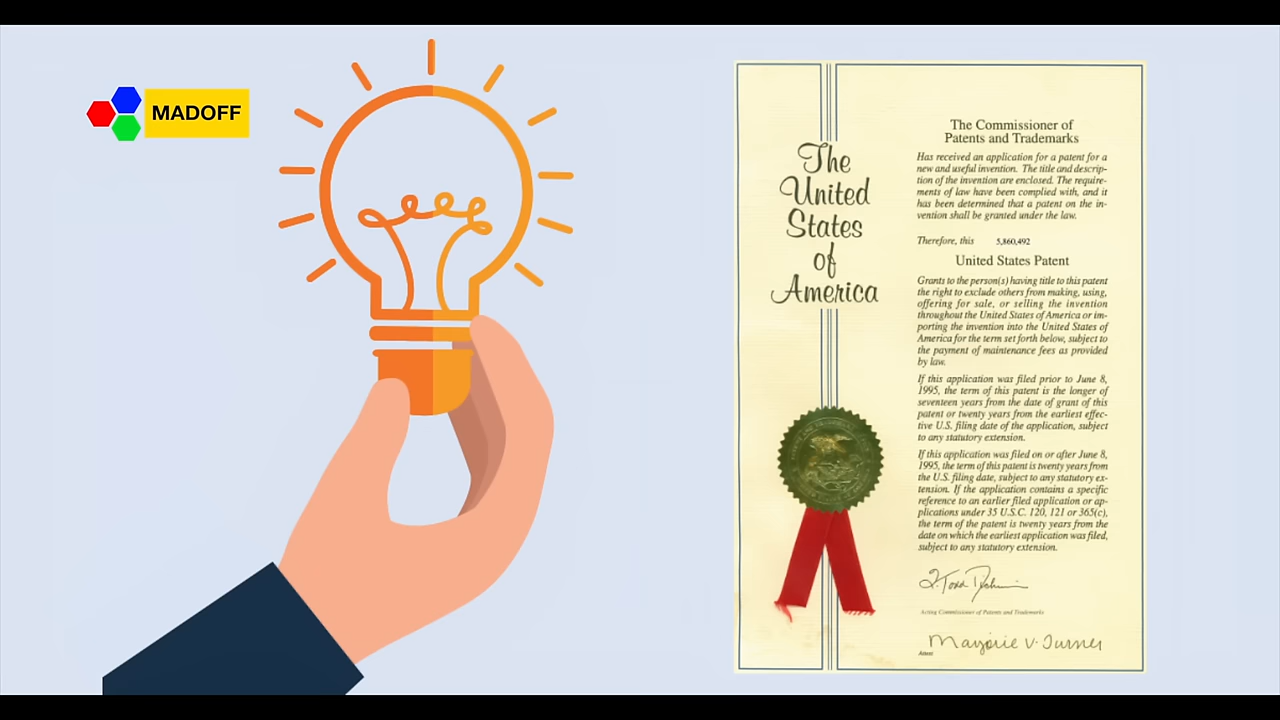 MADOFF
The
United
States
of
America
The Commissioner of
Patents and Trademarks
Has received an application for a patent for a
new and useful invention. The title and descrip-
tion of the invention are enclosed. The require-
ments of law have been complied with, and it
has been determined that a patent on the in-
vention shall be granted under the law.
Therefore, this 5,860,492
United States Patent
Grants to the person(s) having title to this patent
the right to exclude others from making, using,
offering for sale, or selling the invention
throughout the United States of America or im-
porting the invention into the United States of
America for the term set forth below, subject to
the payment of maintenance fees as provided
by law.
If this application was filed prior to June 8,
1995, the term of this patent is the longer of
seventeen years from the date of grant of this
patent or twenty years from the earliest effec-
tive U.S. filing date of the application, subject
to any statutory extension.
If this application was filed on or after June 8,
1995, the term of this patent is twenty years from
the U.S. filing date, subject to any statutory ex-
tension. If the application contains a specific
reference to an earlier filed application or ap-
plications under 35 U.S.C. 120, 121 or 365(c),
the term of the patent is twenty years from the
date on which the earliest application was filed,
subject to any statutory extension.
Acting Commissioner of Patents and Trademarks
Marjorie V. Turner
Attest